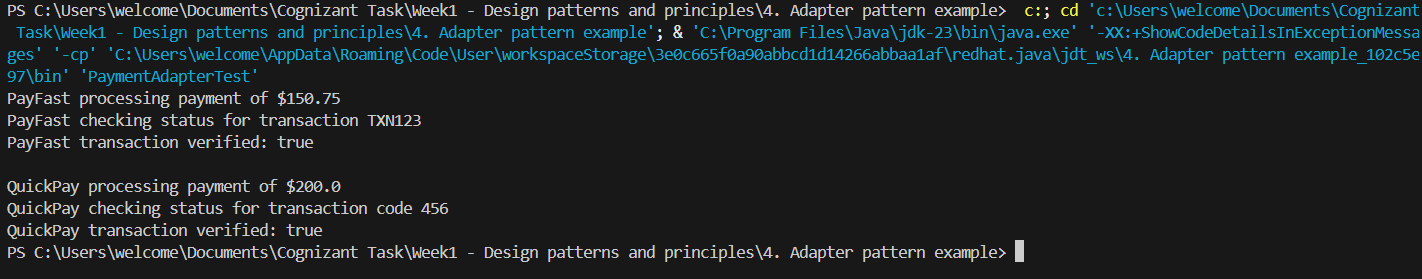 PS C:\Users\welcome\Documents\Cognizant Task\Week1 - Design patterns and principles\4. Adapter pattern example>  c:; cd 'c:\Users\welcome\Documents\Cognizant
 Task\Week1 - Design patterns and principles\4. Adapter pattern example'; & 'C:\Program Files\Java\jdk-23\bin\java.exe' '-XX:+ShowCodeDetailsInExceptionMessa
ges' '-cp' 'C:\Users\welcome\AppData\Roaming\Code\User\workspaceStorage\3e0c665f0a90abbcd1d14266abbaa1af\redhat.java\jdt_ws\4. Adapter pattern example_102c5e
97\bin' 'PaymentAdapterTest'
PayFast processing payment of $150.75
PayFast checking status for transaction TXN123
PayFast transaction verified: true

QuickPay processing payment of $200.0
QuickPay checking status for transaction code 456
QuickPay transaction verified: true
PS C:\Users\welcome\Documents\Cognizant Task\Week1 - Design patterns and principles\4. Adapter pattern example>